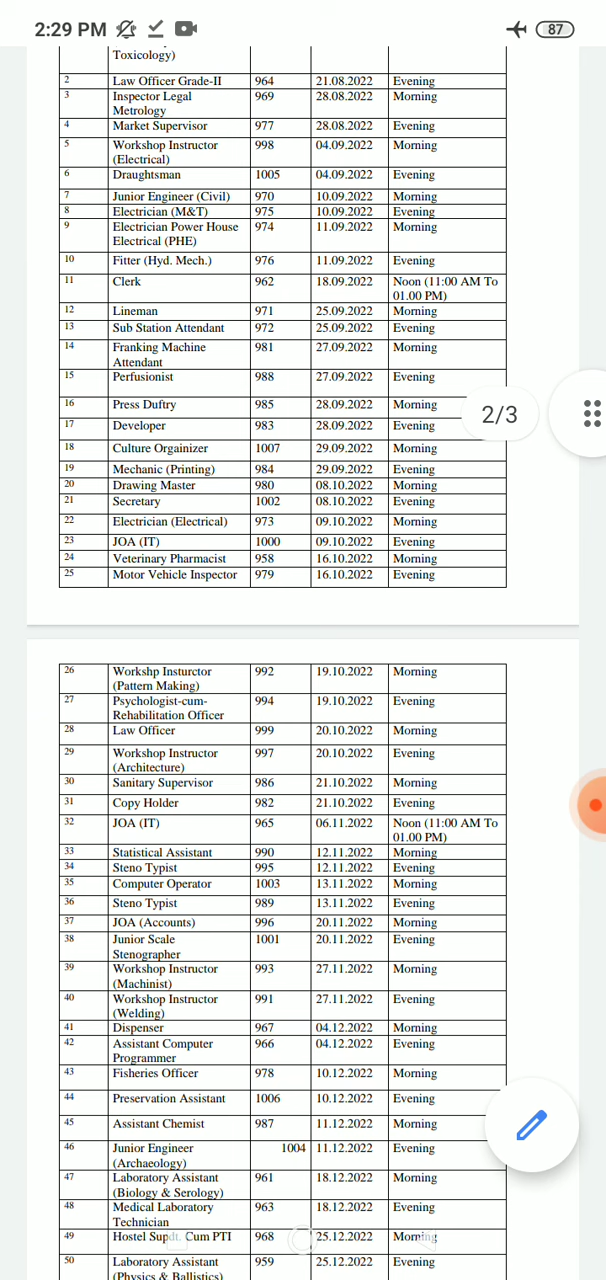 2:29 PM 87
Toxicology)
2 Law Officer Grade-II 964 21.08.2022 Evening
3 Inspector Legal 969 28.08.2022 Morning
Metrology
4 Market Supervisor 977 28.08.2022 Evening
5 Workshop Instructor 998 04.09.2022 Morning
(Electrical)
6 Draughtsman 1005 04.09.2022 Evening
7 Junior Engineer (Civil) 970 10.09.2022 Morning
8 Electrician (M&T) 975 10.09.2022 Evening
9 Electrician Power House 974 11.09.2022 Morning
Electrical (PHE)
10 Fitter (Hyd. Mech.) 976 11.09.2022 Evening
11 Clerk 962 18.09.2022 Noon (11:00 AM To
01.00 PM)
12 Lineman 971 25.09.2022 Morning
13 Sub Station Attendant 972 25.09.2022 Evening
14 Franking Machine 981 27.09.2022 Morning
Attendant
15 Perfusionist 988 27.09.2022 Evening
16 Press Duftry 985 28.09.2022 Morning
2/3
17 Developer 983 28.09.2022 Evening
18 Culture Orgainizer 1007 29.09.2022 Morning
19 Mechanic (Printing) 984 29.09.2022 Evening
20 Drawing Master 980 08.10.2022 Morning
21 Secretary 1002 08.10.2022 Evening
22 Electrician (Electrical) 973 09.10.2022 Morning
23 JOA (IT) 1000 09.10.2022 Evening
24 Veterinary Pharmacist 958 16.10.2022 Morning
25 Motor Vehicle Inspector 979 16.10.2022 Evening
26 Workshp Insturctor 992 19.10.2022 Morning
(Pattern Making)
27 Psychologist-cum- 994 19.10.2022 Evening
Rehabilitation Officer
28 Law Officer 999 20.10.2022 Morning
29 Workshop Instructor 997 20.10.2022 Evening
(Architecture)
30 Sanitary Supervisor 986 21.10.2022 Morning
31 Copy Holder 982 21.10.2022 Evening
32 JOA (IT) 965 06.11.2022 Noon (11:00 AM To
01.00 PM)
33 Statistical Assistant 990 12.11.2022 Morning
34 Steno Typist 995 12.11.2022 Evening
35 Computer Operator 1003 13.11.2022 Morning
36 Steno Typist 989 13.11.2022 Evening
37 JOA (Accounts) 996 20.11.2022 Morning
38 Junior Scale 1001 20.11.2022 Evening
Stenographer
39 Workshop Instructor 993 27.11.2022 Morning
(Machinist)
40 Workshop Instructor 991 27.11.2022 Evening
(Welding)
41 Dispenser 967 04.12.2022 Morning
42 Assistant Computer 966 04.12.2022 Evening
Programmer
43 Fisheries Officer 978 10.12.2022 Morning
44 Preservation Assistant 1006 10.12.2022 Evening
45 Assistant Chemist 987 11.12.2022 Morning
46 Junior Engineer 1004 11.12.2022 Evening
(Archaeology)
47 Laboratory Assistant 961 18.12.2022 Morning
(Biology & Serology)
48 Medical Laboratory 963 18.12.2022 Evening
Technician
49 Hostel Supdt. Cum PTI 968 25.12.2022 Morning
50 Laboratory Assistant 959 25.12.2022 Evening
(Physics & Ballistics)